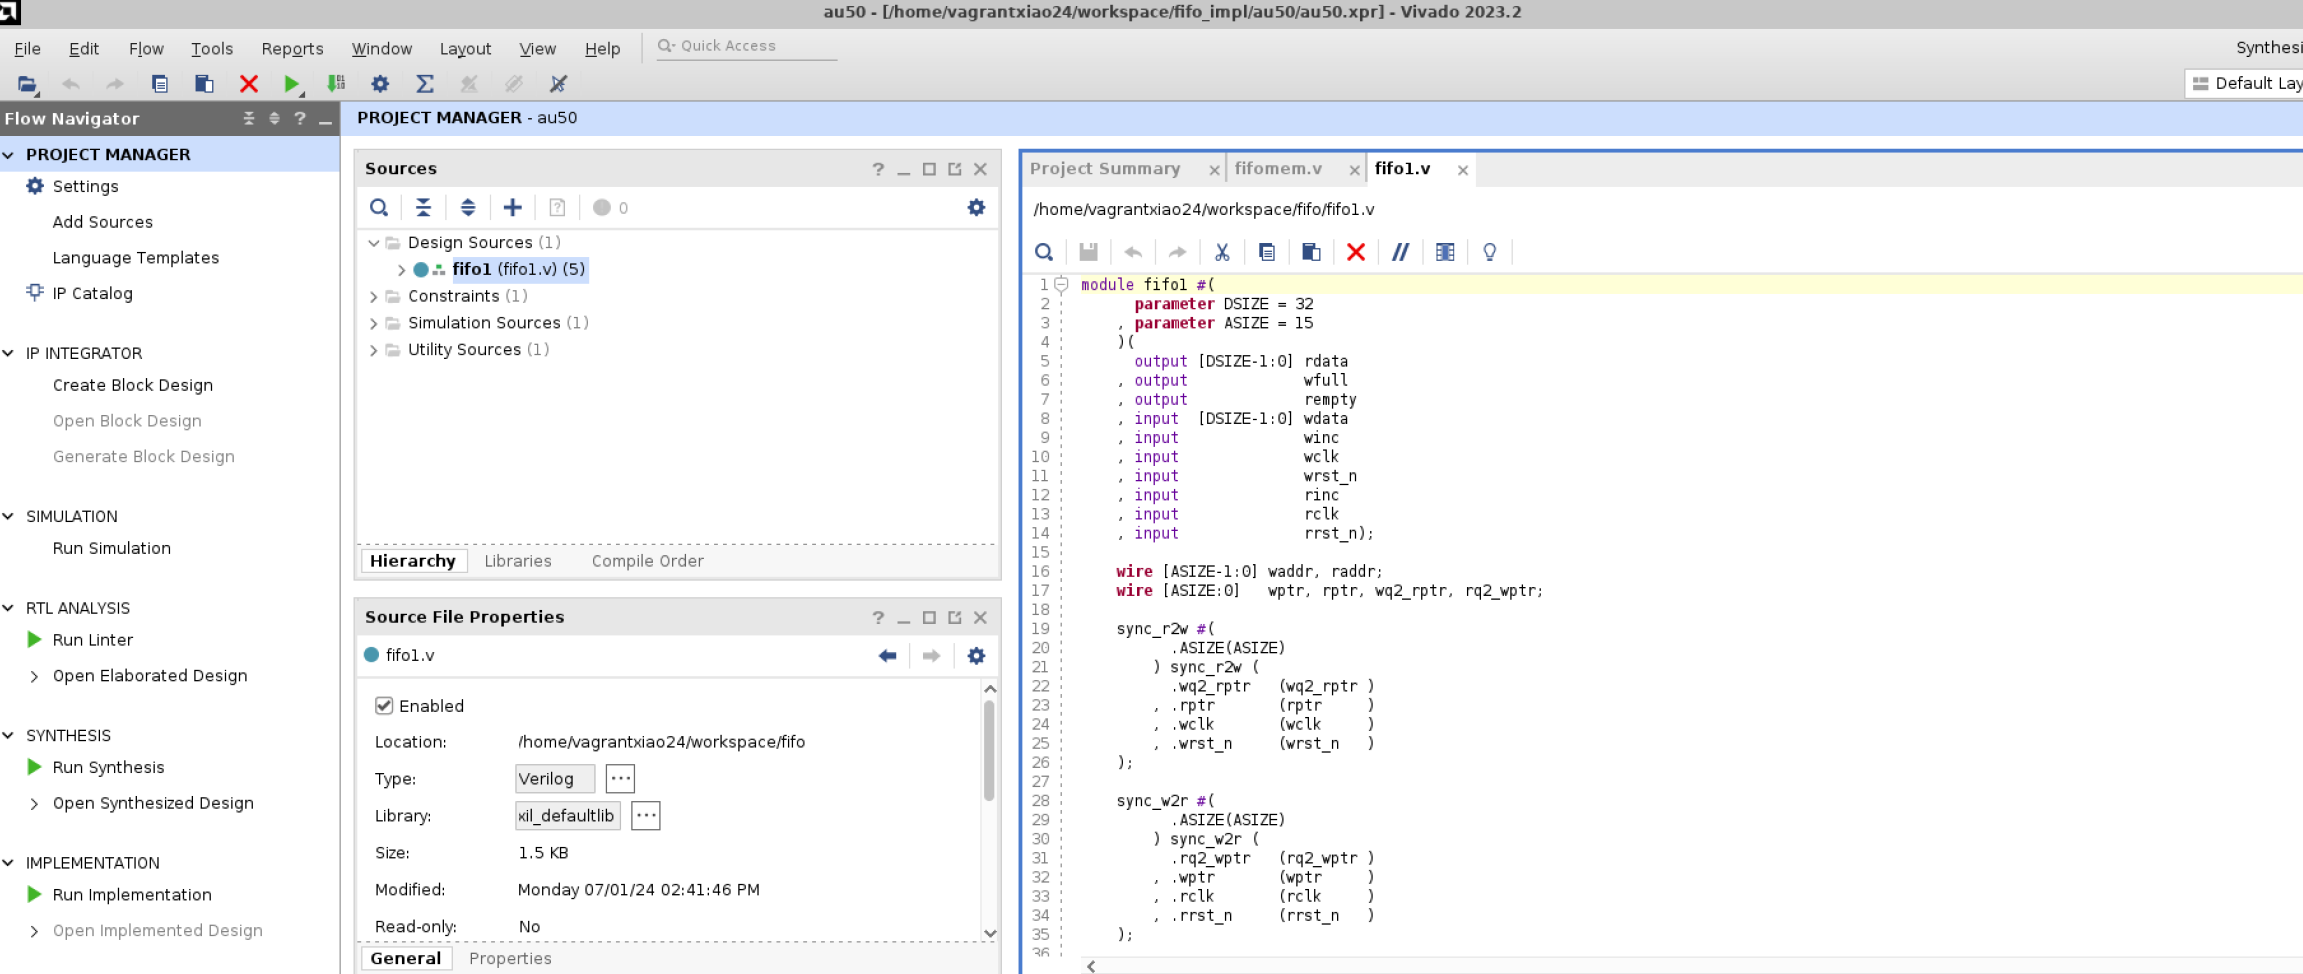 au50 - [/home/vagrantxiao24/workspace/fifo_impl/au50/au50.xpr] - Vivado 2023.2
File Edit Flow Tools Reports Window Layout View Help Quick Access
Synthesi
Default Lay
Flow Navigator
PROJECT MANAGER
Settings
Add Sources
Language Templates
IP Catalog
IP INTEGRATOR
Create Block Design
Open Block Design
Generate Block Design
SIMULATION
Run Simulation
RTL ANALYSIS
Run Linter
Open Elaborated Design
SYNTHESIS
Run Synthesis
Open Synthesized Design
IMPLEMENTATION
Run Implementation
Open Implemented Design
PROJECT MANAGER - au50
Sources
0
Design Sources (1)
fifo1 (fifo1.v) (5)
Constraints (1)
Simulation Sources (1)
Utility Sources (1)
Hierarchy Libraries Compile Order
Source File Properties
fifo1.v
Enabled
Location: /home/vagrantxiao24/workspace/fifo
Type: Verilog ...
Library: xil_defaultlib ...
Size: 1.5 KB
Modified: Monday 07/01/24 02:41:46 PM
Read-only: No
General Properties
Project Summary fifomem.v fifo1.v
/home/vagrantxiao24/workspace/fifo/fifo1.v
1 module fifo1 #(
2 parameter DSIZE = 32
3 , parameter ASIZE = 15
4 )(
5 output [DSIZE-1:0] rdata
6 , output wfull
7 , output rempty
8 , input [DSIZE-1:0] wdata
9 , input winc
10 , input wclk
11 , input wrst_n
12 , input rinc
13 , input rclk
14 , input rrst_n);
15
16 wire [ASIZE-1:0] waddr, raddr;
17 wire [ASIZE:0] wptr, rptr, wq2_rptr, rq2_wptr;
18
19 sync_r2w #(
20 .ASIZE(ASIZE)
21 ) sync_r2w (
22 .wq2_rptr (wq2_rptr )
23 , .rptr (rptr )
24 , .wclk (wclk )
25 , .wrst_n (wrst_n )
26 );
27
28 sync_w2r #(
29 .ASIZE(ASIZE)
30 ) sync_w2r (
31 .rq2_wptr (rq2_wptr )
32 , .wptr (wptr )
33 , .rclk (rclk )
34 , .rrst_n (rrst_n )
35 );
36